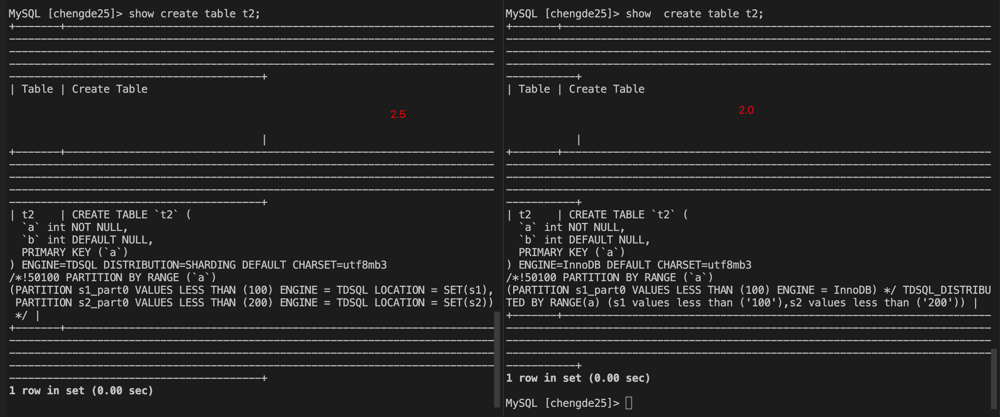 MySQL [chengde25]> show create table t2;
| Table | Create Table
2.5
|
| t2    | CREATE TABLE `t2` (
  `a` int NOT NULL,
  `b` int DEFAULT NULL,
  PRIMARY KEY (`a`)
) ENGINE=TDSQL DISTRIBUTION=SHARDING DEFAULT CHARSET=utf8mb3
/*!50100 PARTITION BY RANGE (`a`)
(PARTITION s1_part0 VALUES LESS THAN (100) ENGINE = TDSQL LOCATION = SET(s1),
 PARTITION s2_part0 VALUES LESS THAN (200) ENGINE = TDSQL LOCATION = SET(s2))
 */ |
1 row in set (0.00 sec)
MySQL [chengde25]> show  create table t2;
| Table | Create Table
2.0
|
| t2    | CREATE TABLE `t2` (
  `a` int NOT NULL,
  `b` int DEFAULT NULL,
  PRIMARY KEY (`a`)
) ENGINE=InnoDB DEFAULT CHARSET=utf8mb3
/*!50100 PARTITION BY RANGE (`a`)
(PARTITION s1_part0 VALUES LESS THAN (100) ENGINE = InnoDB) */ TDSQL_DISTRIBU
TED BY RANGE(a) (s1 values less than ('100'),s2 values less than ('200')) |
1 row in set (0.00 sec)
MySQL [chengde25]>